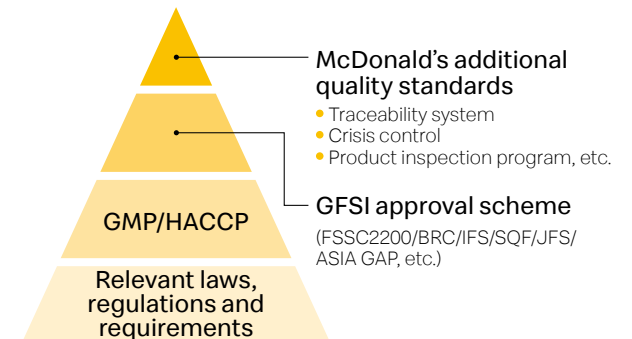 McDonald's additional
quality standards
• Traceability system
• Crisis control
• Product inspection program, etc.
GFSI approval scheme
(FSSC2200/BRC/IFS/SQF/JFS/
ASIA GAP, etc.)
GMP/HACCP
Relevant laws,
regulations and
requirements